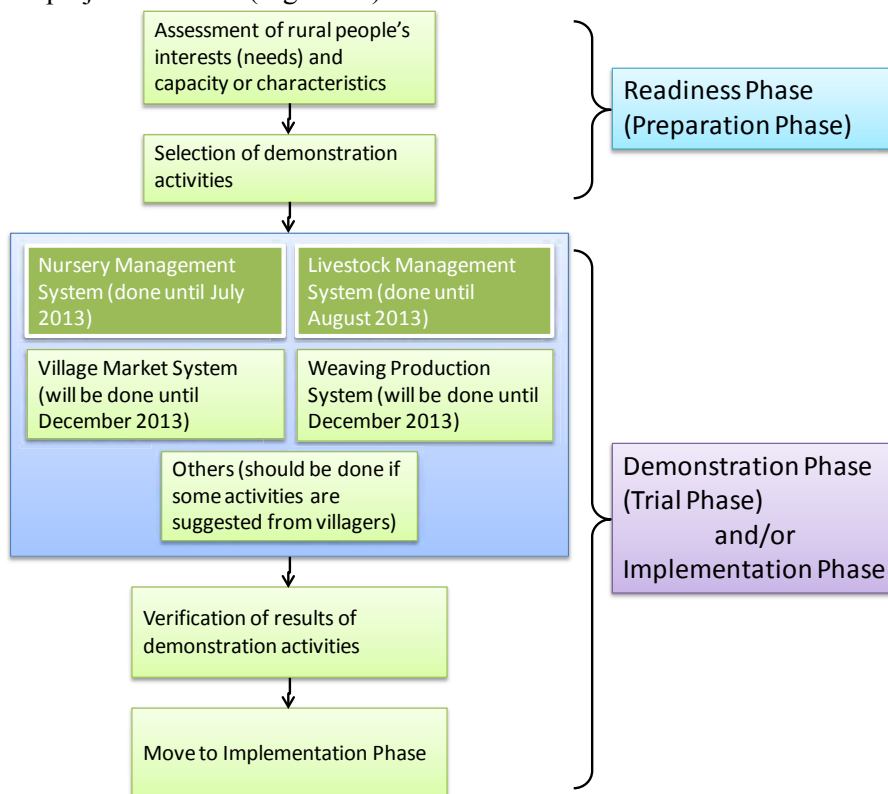 Assessment of rural people's
interests (needs) and
capacity or characteristics
Readiness Phase
(Preparation Phase)
Selection of demonstration
activities
Nursery Management
System (done until July
2013)
Livestock Management
System (done until
August 2013)
Village Market System
(will be done until
December 2013)
Weaving Production
System (will be done until
December 2013)
Others (should be done if
some activities are
suggested from villagers)
Demonstration Phase
(Trial Phase)
and/or
Implementation Phase
Verification of results of
demonstration activities
Move to Implementation Phase